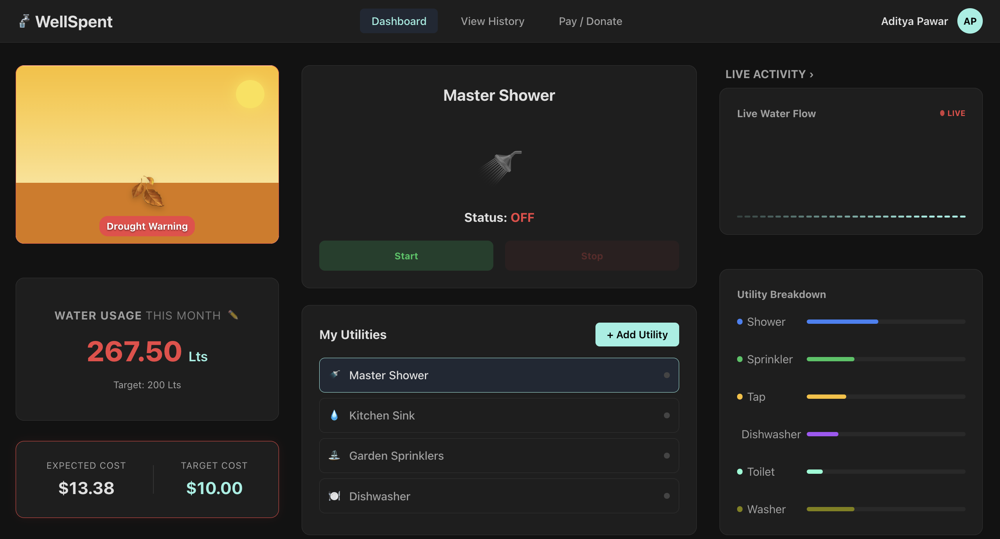 WellSpent
Dashboard
View History
Pay / Donate
Aditya Pawar
AP
Drought Warning
WATER USAGE THIS MONTH
267.50 Lts
Target: 200 Lts
EXPECTED COST
$13.38
TARGET COST
$10.00
Master Shower
Status: OFF
Start
Stop
My Utilities
+ Add Utility
Master Shower
Kitchen Sink
Garden Sprinklers
Dishwasher
LIVE ACTIVITY ›
Live Water Flow
LIVE
Utility Breakdown
Shower
Sprinkler
Tap
Dishwasher
Toilet
Washer